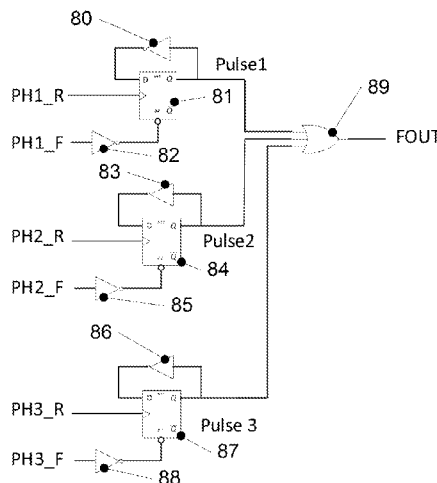 80
Pulse1
PH1_R
81
89
FOUT
PH1_F
82
83
PH2_R
Pulse2
84
PH2_F
85
86
PH3_R
Pulse 3
87
PH3_F
88